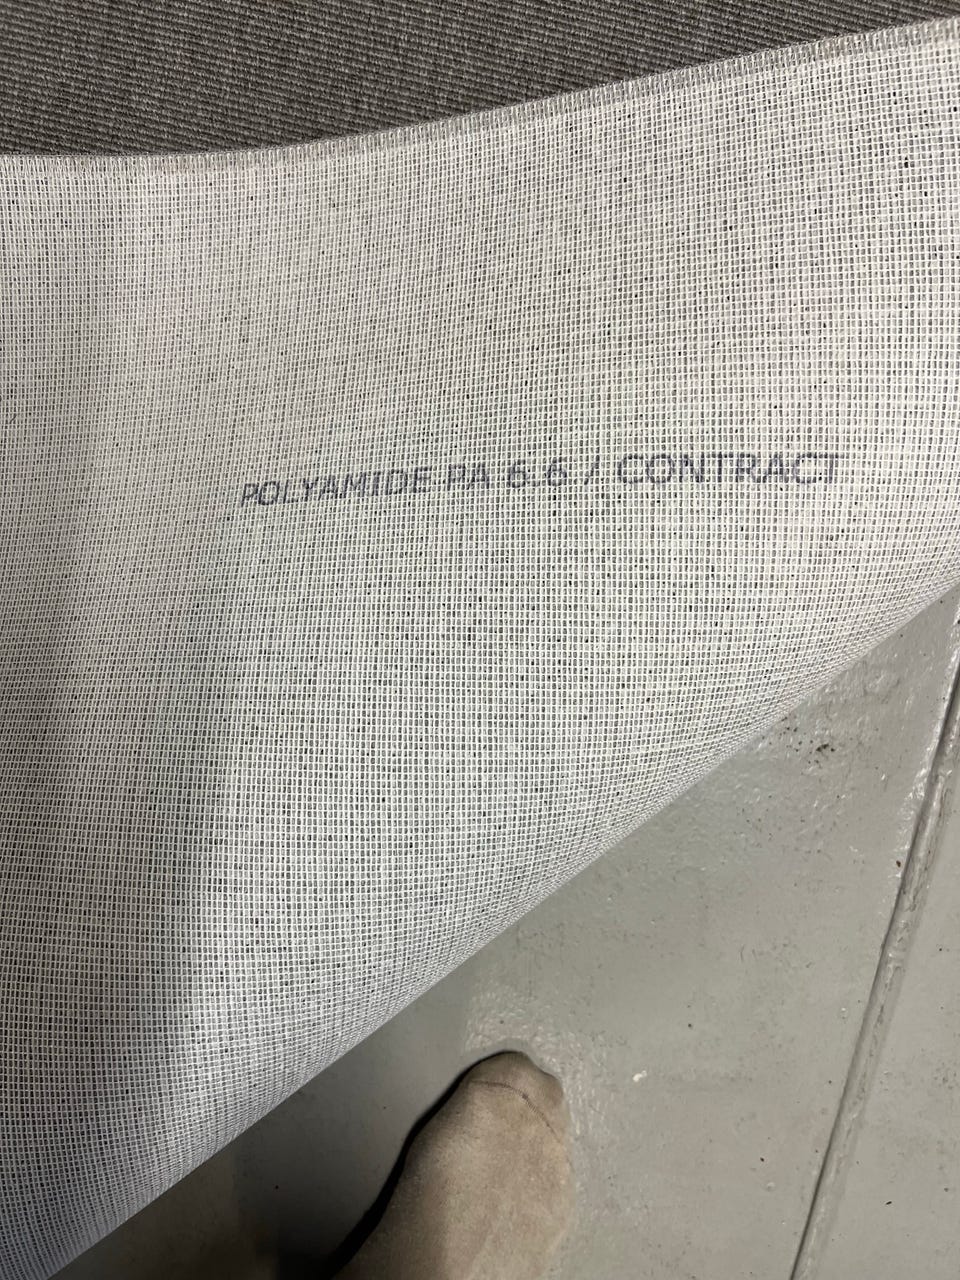 POLYAMIDE PA 6.6 / CONTRACT